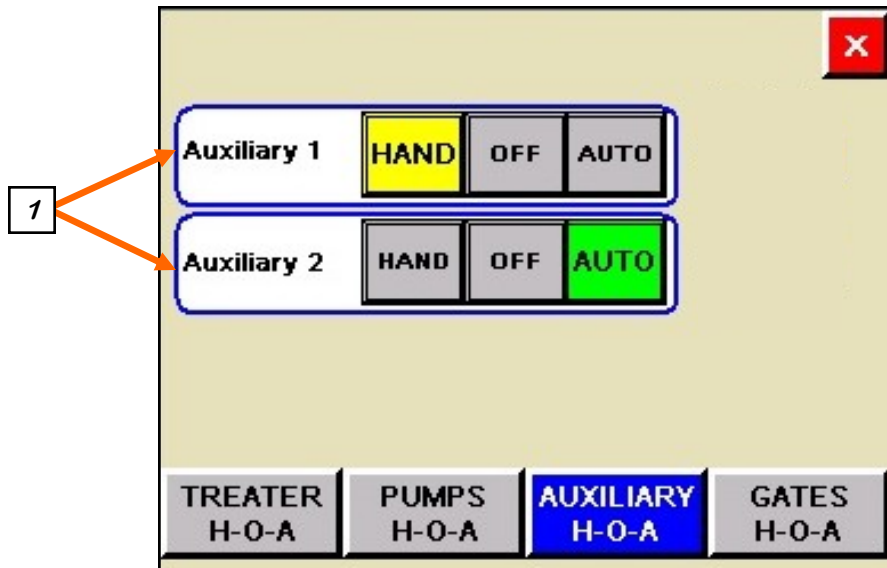 X
Auxiliary 1 HAND OFF AUTO
1
Auxiliary 2 HAND OFF AUTO
TREATER PUMPS AUXILIARY GATES
H-O-A H-O-A H-O-A H-O-A